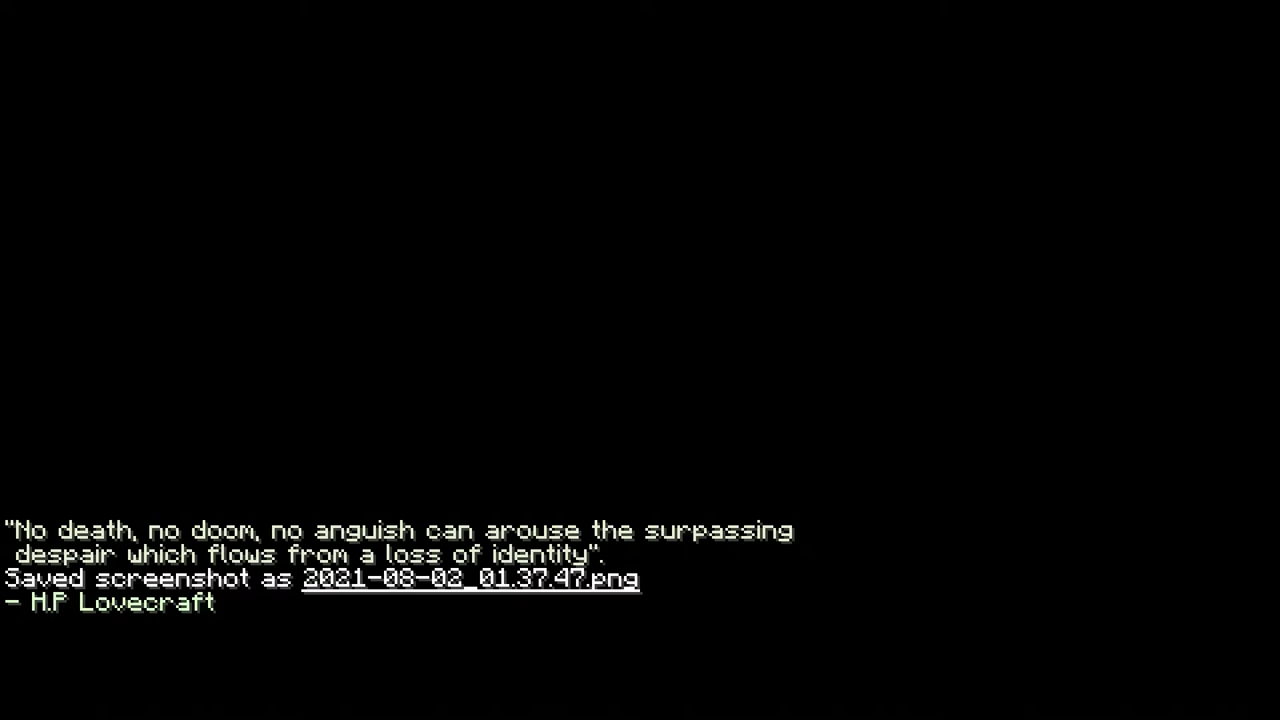 "No death, no doom, no anguish can arouse the surpassing
despair which flows from a loss of identity".
Saved screenshot as 2021-08-02_01.37.47.png
- H.P Lovecraft